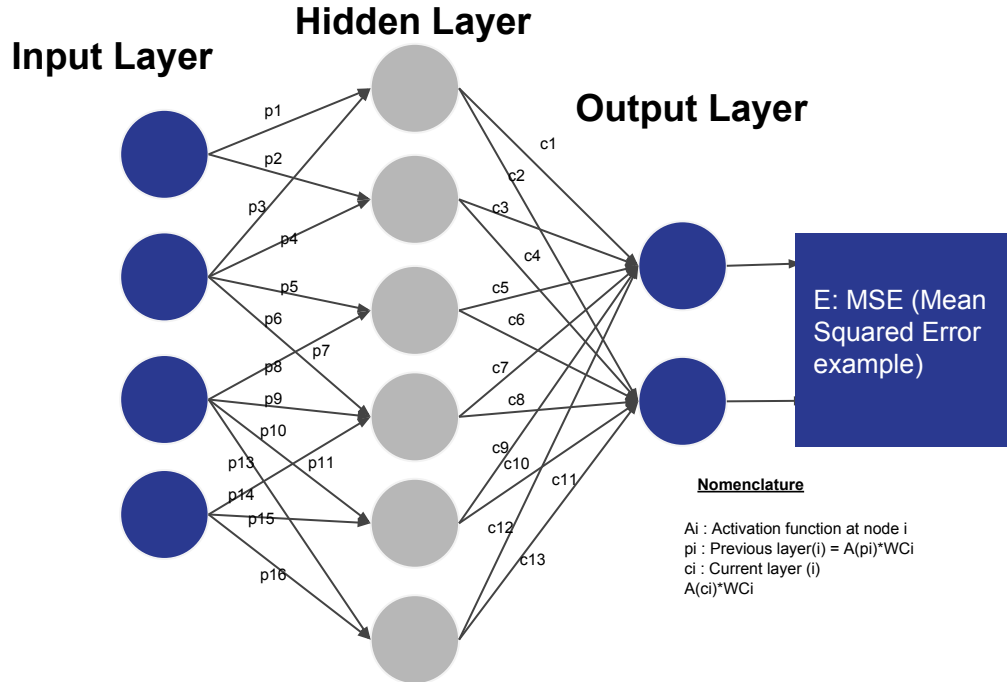 Hidden Layer
Input Layer
Output Layer
p1
p2
p3
p4
p5
p6
p7
p8
p9
p10
p13
p11
p14
p15
p16
c1
c2
c3
c4
c5
c6
c7
c8
c9
c10
c11
c12
c13
E: MSE (Mean
Squared Error
example)
Nomenclature
Ai : Activation function at node i
pi : Previous layer(i) = A(pi)*WCi
ci : Current layer (i)
A(ci)*WCi